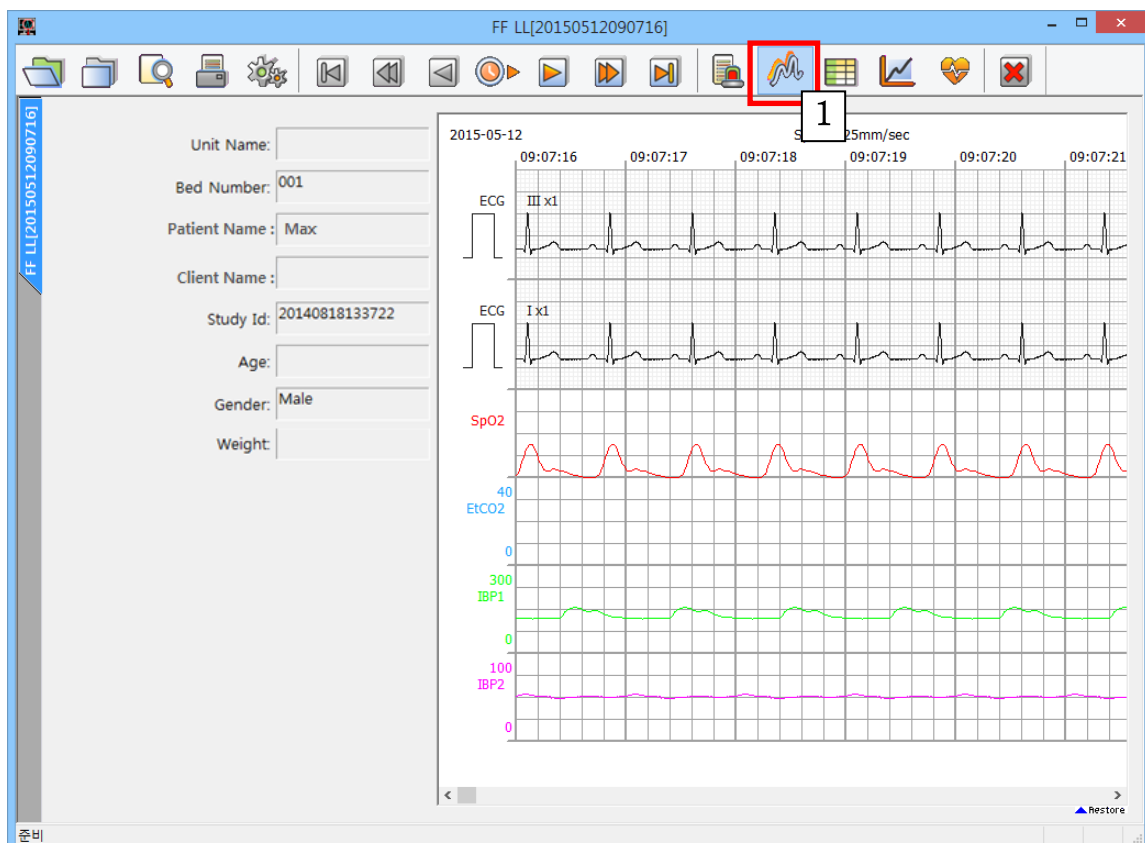 FF LL[20150512090716]
1
FF LL[20150512090716]
Unit Name:
Bed Number: 001
Patient Name : Max
Client Name :
Study Id: 20140818133722
Age:
Gender: Male
Weight:
2015-05-12
25mm/sec
09:07:16 09:07:17 09:07:18 09:07:19 09:07:20 09:07:21
ECG III x1
ECG I x1
SpO2
40
EtCO2
0
300
IBP1
0
100
IBP2
0
Restore
준비